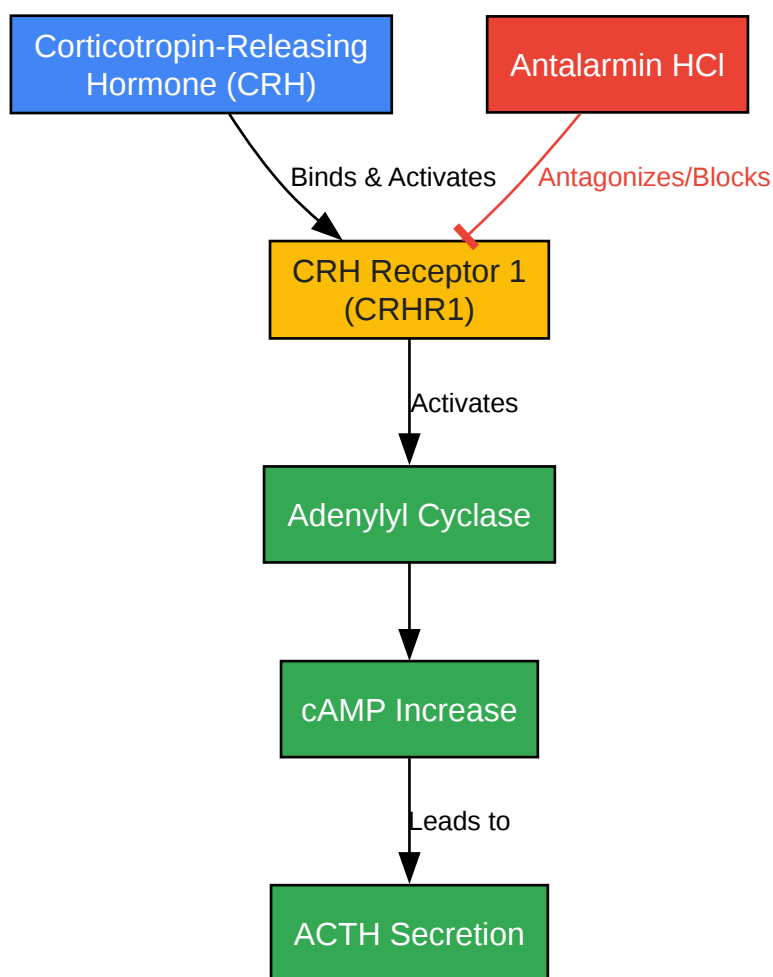 Corticotropin-Releasing
Hormone (CRH)
Antalarmin HCl
Binds & Activates
Antagonizes/Blocks
CRH Receptor 1
(CRHR1)
Activates
Adenylyl Cyclase
cAMP Increase
Leads to
ACTH Secretion